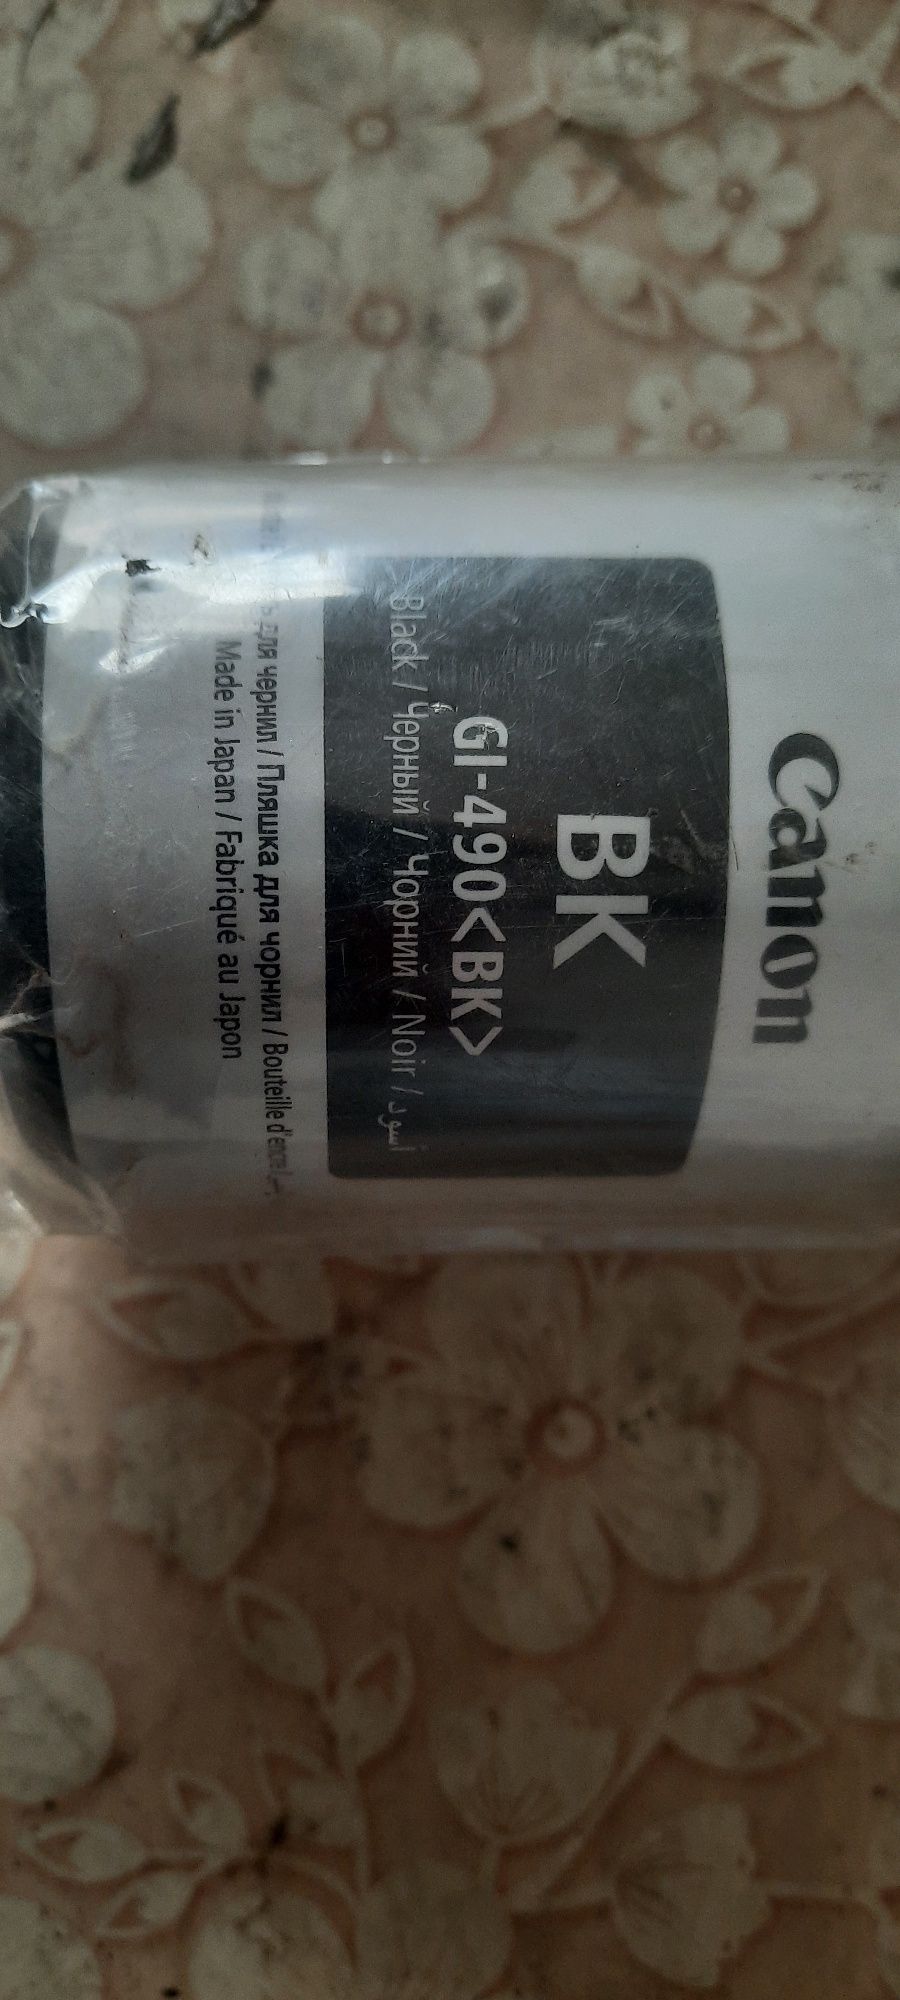 Canon
BK
GI-490<BK>
Black / Черный / Чорний / Noir / أسود
для чернил / Пляшка для чорнил / Bouteille d'encre /
Made in Japan / Fabriqué au Japon